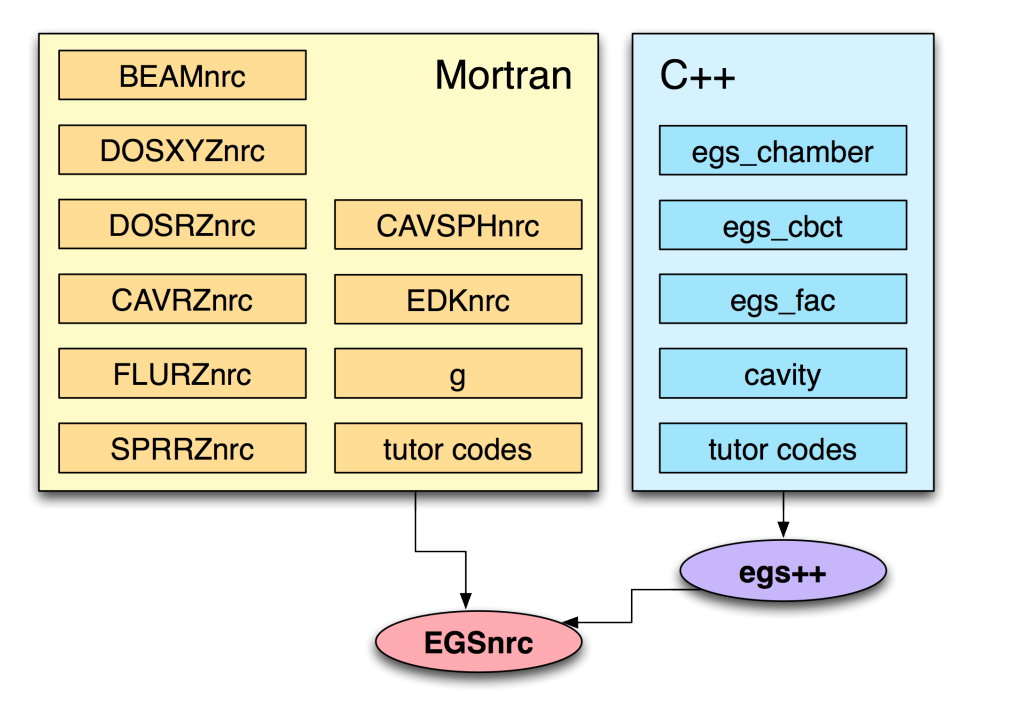 Mortran
BEAMnrc
DOSXYZnrc
DOSRZnrc
CAVRZnrc
FLURZnrc
SPRRZnrc
CAVSPHnrc
EDKnrc
g
tutor codes
C++
egs_chamber
egs_cbct
egs_fac
cavity
tutor codes
egs++
EGSnrc